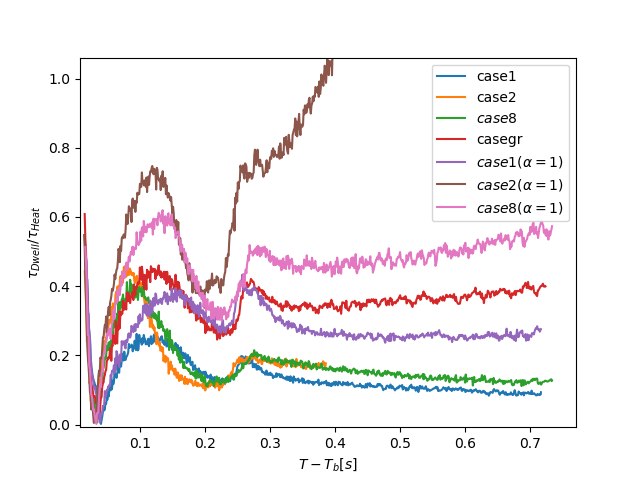 1.0
0.8
0.6
0.4
0.2
0.0
τDwell/τHeat
0.1 0.2 0.3 0.4 0.5 0.6 0.7
T − Tb[s]
case1
case2
case8
casegr
case1(α = 1)
case2(α = 1)
case8(α = 1)